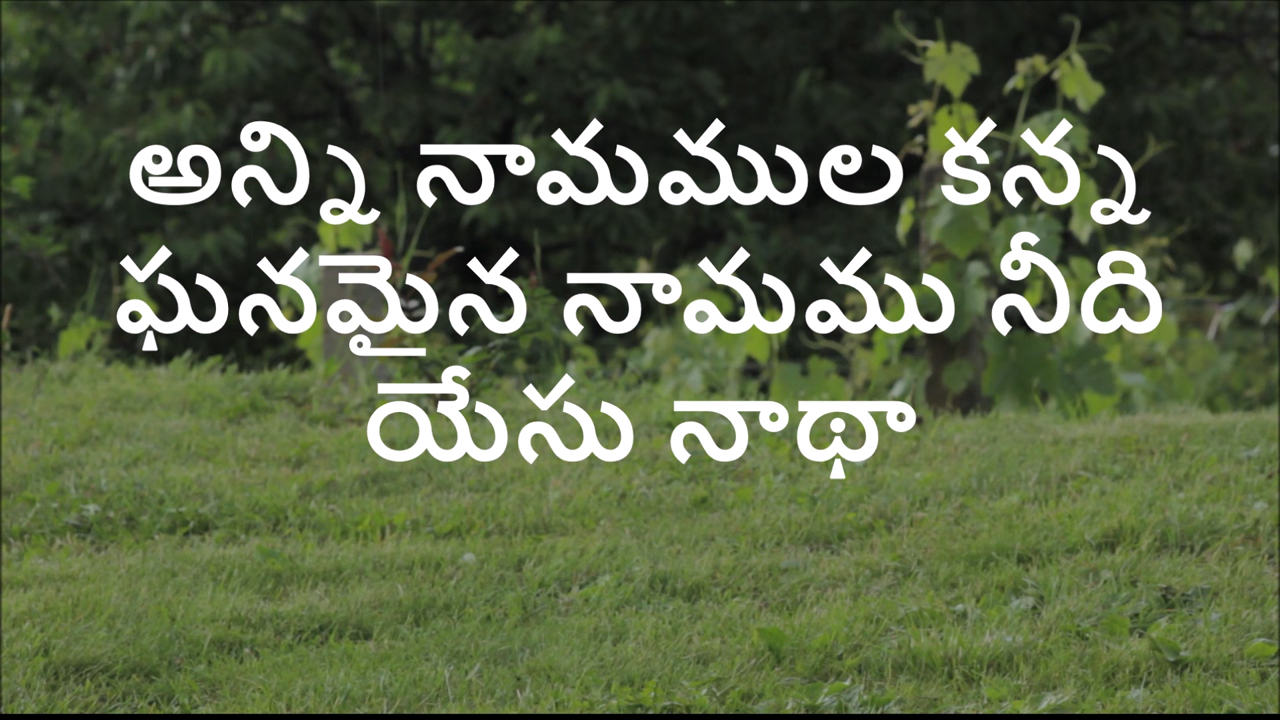 అన్ని నామముల కన్న
ఘనమైన నామము నీది
యేసు నాథా